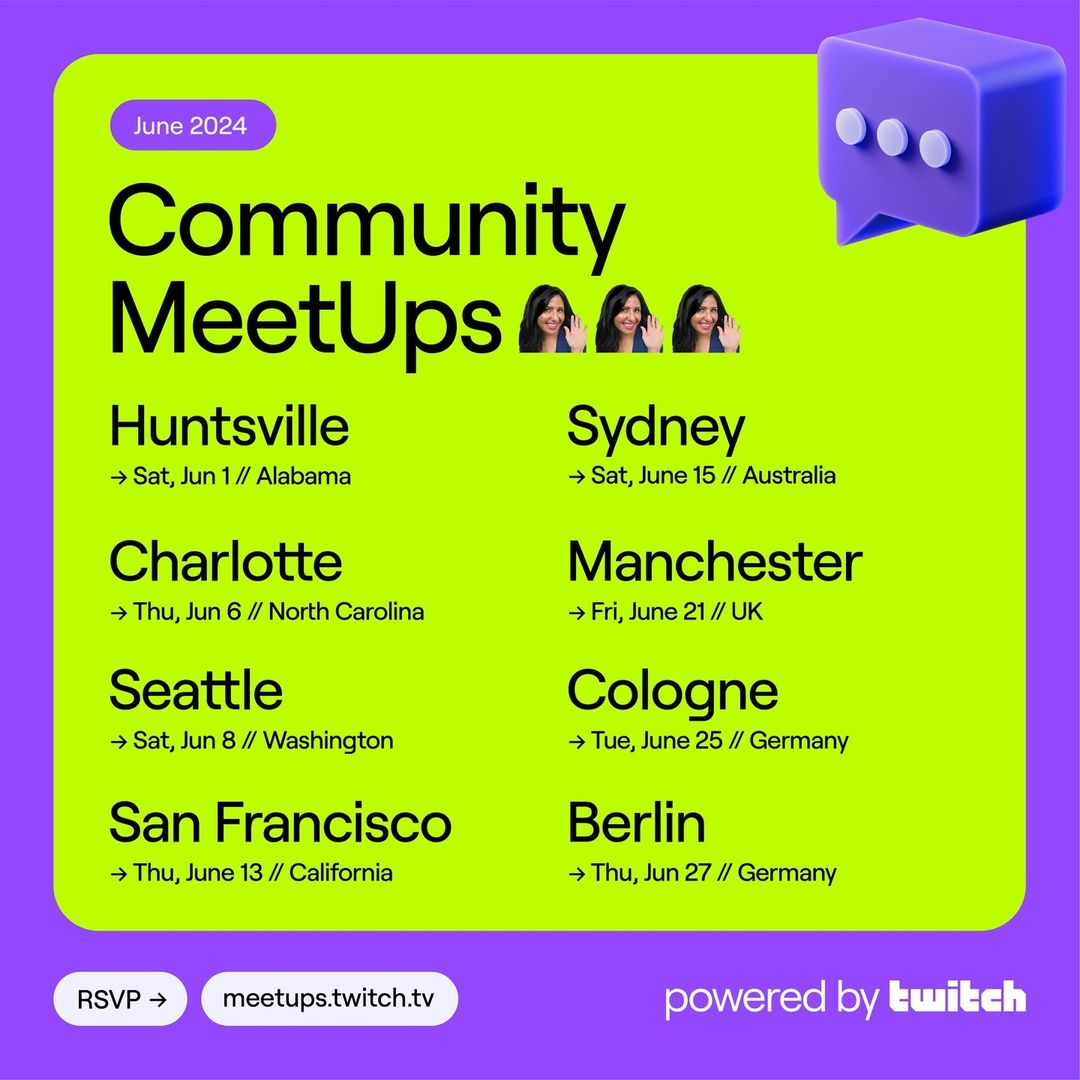 June 2024
Community
MeetUps
Huntsville
→ Sat, Jun 1 // Alabama
Charlotte
→ Thu, Jun 6 // North Carolina
Seattle
→ Sat, Jun 8 // Washington
San Francisco
→ Thu, June 13 // California
Sydney
→ Sat, June 15 // Australia
Manchester
→ Fri, June 21 // UK
Cologne
→ Tue, June 25 // Germany
Berlin
→ Thu, Jun 27 // Germany
RSVP →
meetups.twitch.tv
powered by twitch